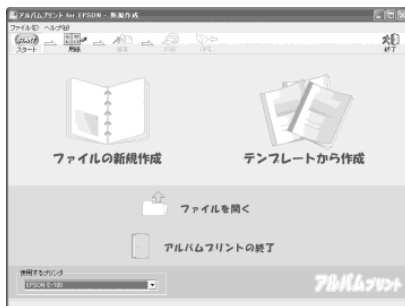 アルバムプリント for EPSON - 新規作成
ファイル(F) ヘルプ(H)
スタート 用紙 終了
ファイルの新規作成 テンプレートから作成
ファイルを開く
アルバムプリントの終了
使用するプリンタ
EPSON E-100
アルバムプリント